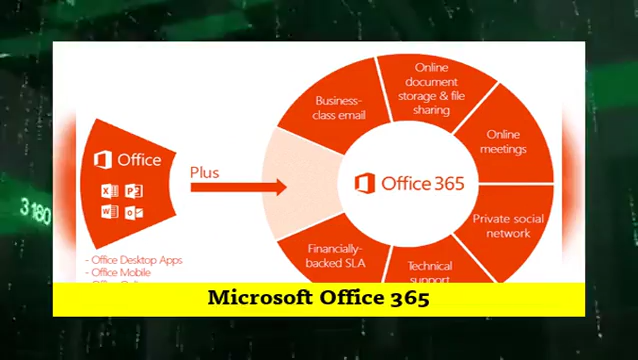 Online
document
storage & file
sharing
Business-
class email
Online
meetings
Office
Plus
Office 365
Private social
network
Financially-
backed SLA
Technical
support
- Office Desktop Apps
- Office Mobile
Microsoft Office 365